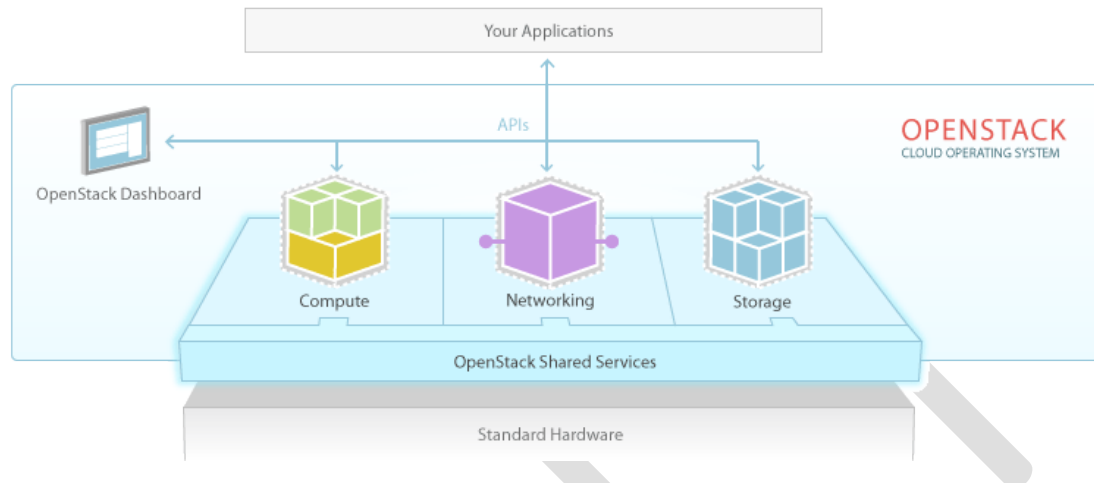 Your Applications
APIs
OPENSTACK
CLOUD OPERATING SYSTEM
OpenStack Dashboard
Compute
Networking
Storage
OpenStack Shared Services
Standard Hardware